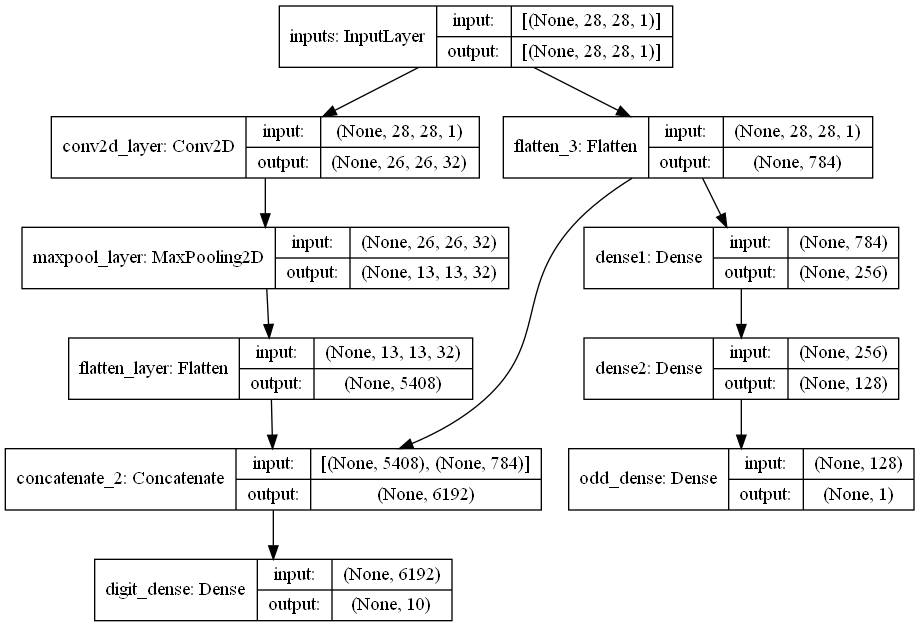 inputs: InputLayer
input: [(None, 28, 28, 1)]
output: [(None, 28, 28, 1)]
conv2d_layer: Conv2D
input: (None, 28, 28, 1)
output: (None, 26, 26, 32)
flatten_3: Flatten
input: (None, 28, 28, 1)
output: (None, 784)
maxpool_layer: MaxPooling2D
input: (None, 26, 26, 32)
output: (None, 13, 13, 32)
dense1: Dense
input: (None, 784)
output: (None, 256)
flatten_layer: Flatten
input: (None, 13, 13, 32)
output: (None, 5408)
dense2: Dense
input: (None, 256)
output: (None, 128)
concatenate_2: Concatenate
input: [(None, 5408), (None, 784)]
output: (None, 6192)
odd_dense: Dense
input: (None, 128)
output: (None, 1)
digit_dense: Dense
input: (None, 6192)
output: (None, 10)